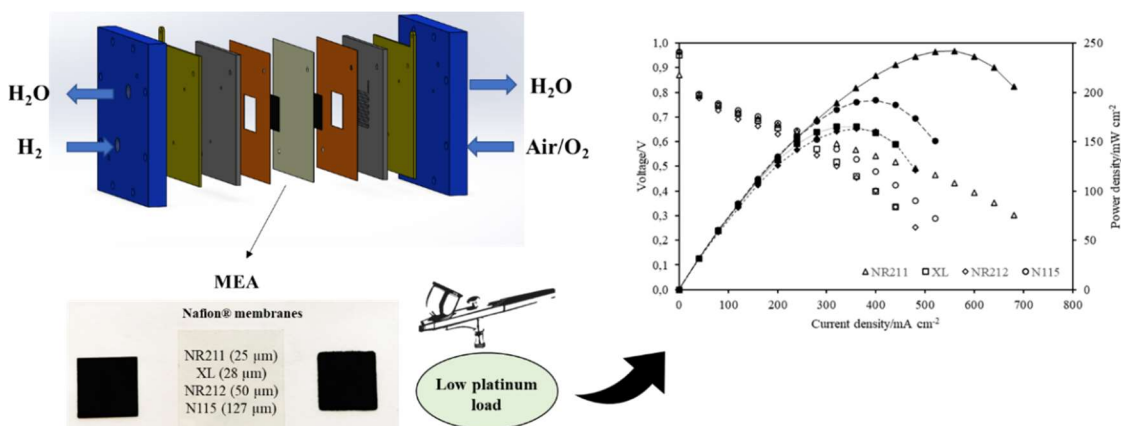 H₂O
H₂
H₂O
Air/O₂
MEA
Nafion® membranes
NR211 (25 µm)
XL (28 µm)
NR212 (50 µm)
N115 (127 µm)
Low platinum
load
Voltage/V
1,0
0,9
0,8
0,7
0,6
0,5
0,4
0,3
0,2
0,1
0,0
250
200
150
100
50
0
Power density/mW cm⁻²
NR211 XL NR212 N115
0 100 200 300 400 500 600 700 800
Current density/mA cm⁻²